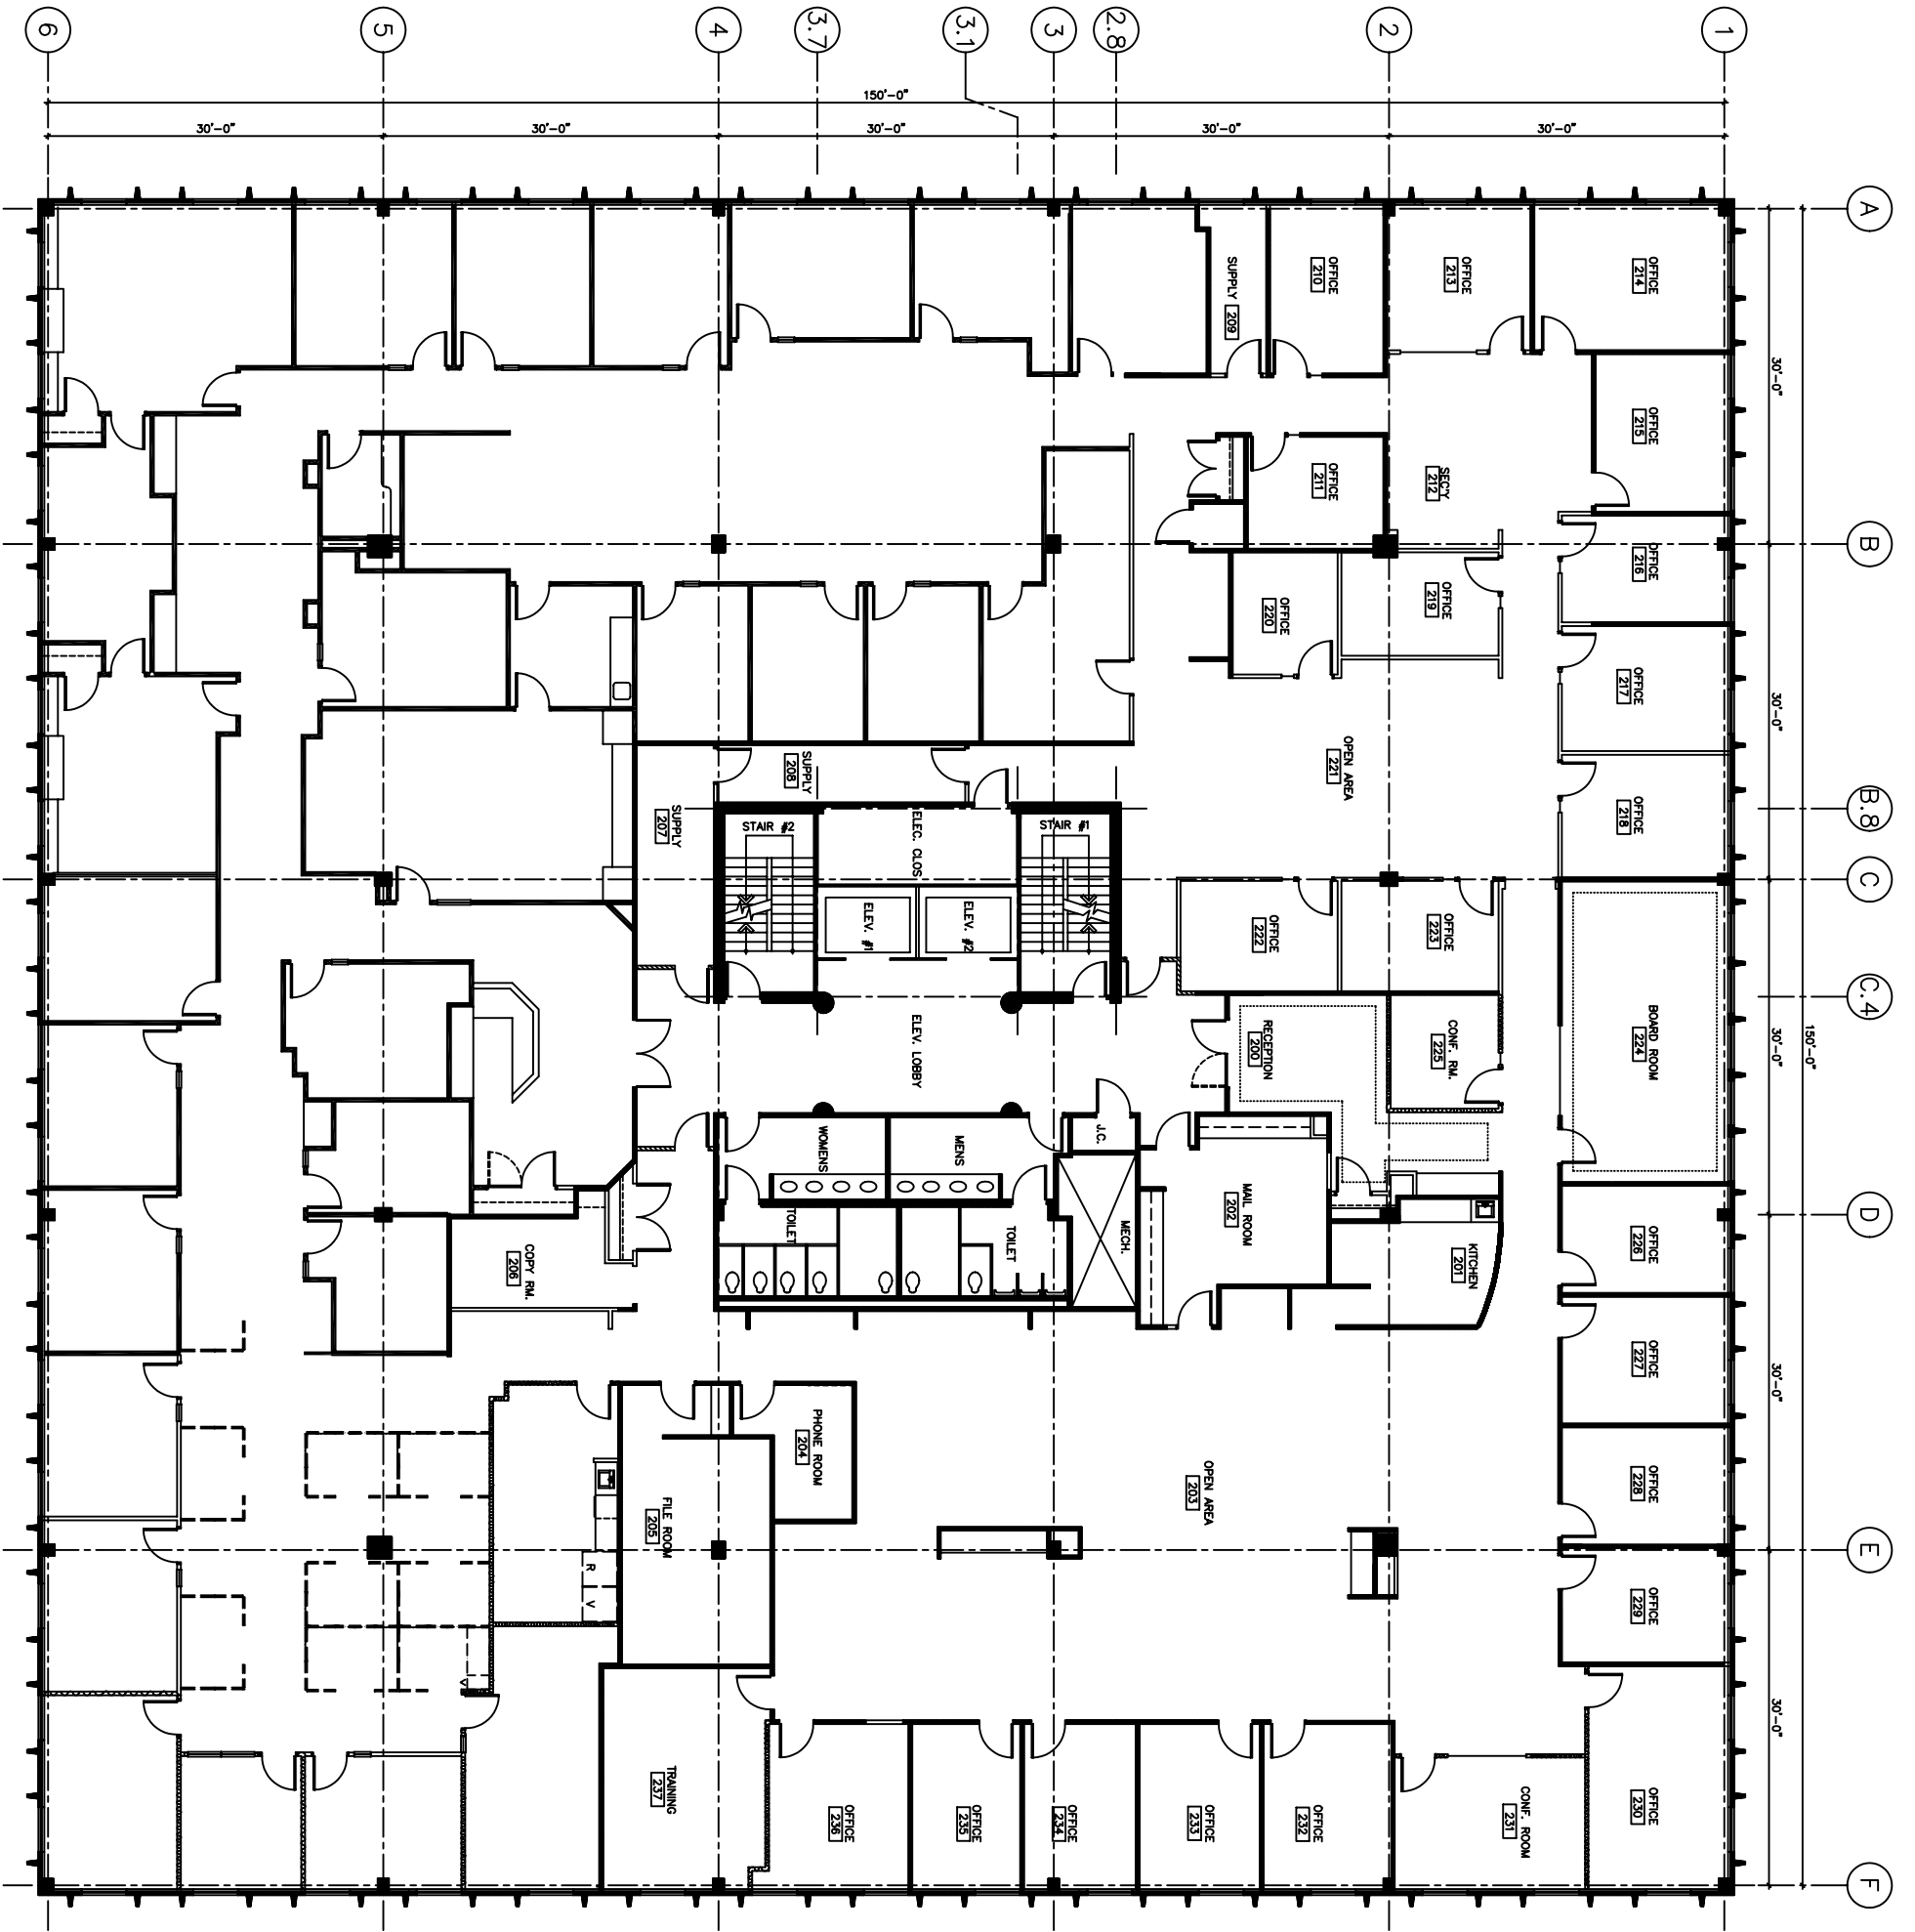 6
5
4
3.7
3.1
3
2.8
2
1
150'-0"
30'-0"
30'-0"
30'-0"
30'-0"
30'-0"
A
B
B.8
C
C.4
D
E
F
30'-0"
30'-0"
30'-0"
30'-0"
30'-0"
150'-0"
SUPPLY 209
OFFICE
210
OFFICE
213
OFFICE
214
OFFICE
215
OFFICE
211
SEC'Y
212
OFFICE
216
OFFICE
220
OFFICE
219
OFFICE
217
OPEN AREA
221
OFFICE
218
SUPPLY
208
SUPPLY
207
STAIR #2
ELEC. CLOS
STAIR #1
ELEV. #1
ELEV. #2
OFFICE
222
OFFICE
223
BOARD ROOM
224
ELEV. LOBBY
RECEPTION
200
CONF. RM.
225
WOMENS
MENS
J.C.
MAIL ROOM
202
TOILET
TOILET
MECH.
KITCHEN
201
OFFICE
226
COPY RM.
206
OFFICE
227
PHONE ROOM
204
FILE ROOM
205
OPEN AREA
203
OFFICE
228
R
V
OFFICE
229
TRAINING
237
OFFICE
236
OFFICE
235
OFFICE
234
OFFICE
233
OFFICE
232
CONF. ROOM
231
OFFICE
230